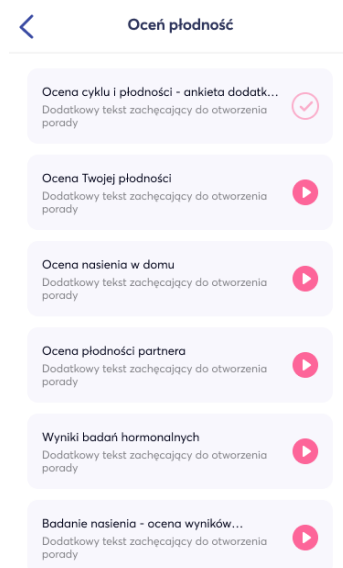 Oceń płodność
Ocena cyklu i płodności - ankieta dodatk...
Dodatkowy tekst zachęcający do otworzenia
porady
Ocena Twojej płodności
Dodatkowy tekst zachęcający do otworzenia
porady
Ocena nasienia w domu
Dodatkowy tekst zachęcający do otworzenia
porady
Ocena płodności partnera
Dodatkowy tekst zachęcający do otworzenia
porady
Wyniki badań hormonalnych
Dodatkowy tekst zachęcający do otworzenia
porady
Badanie nasienia - ocena wyników...
Dodatkowy tekst zachęcający do otworzenia
porady